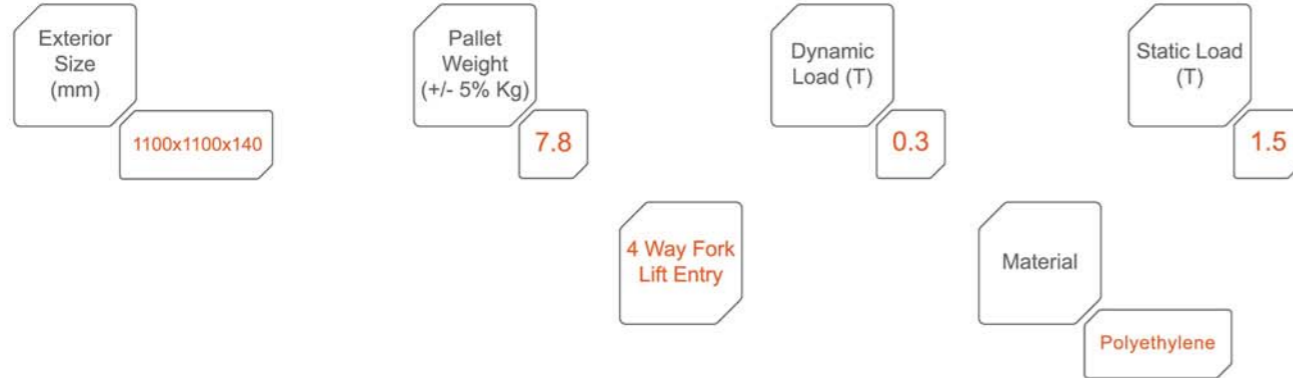 Exterior
Size
(mm)
1100x1100x140
Pallet
Weight
(+/- 5% Kg)
7.8
Dynamic
Load (T)
0.3
Static Load
(T)
1.5
4 Way Fork
Lift Entry
Material
Polyethylene